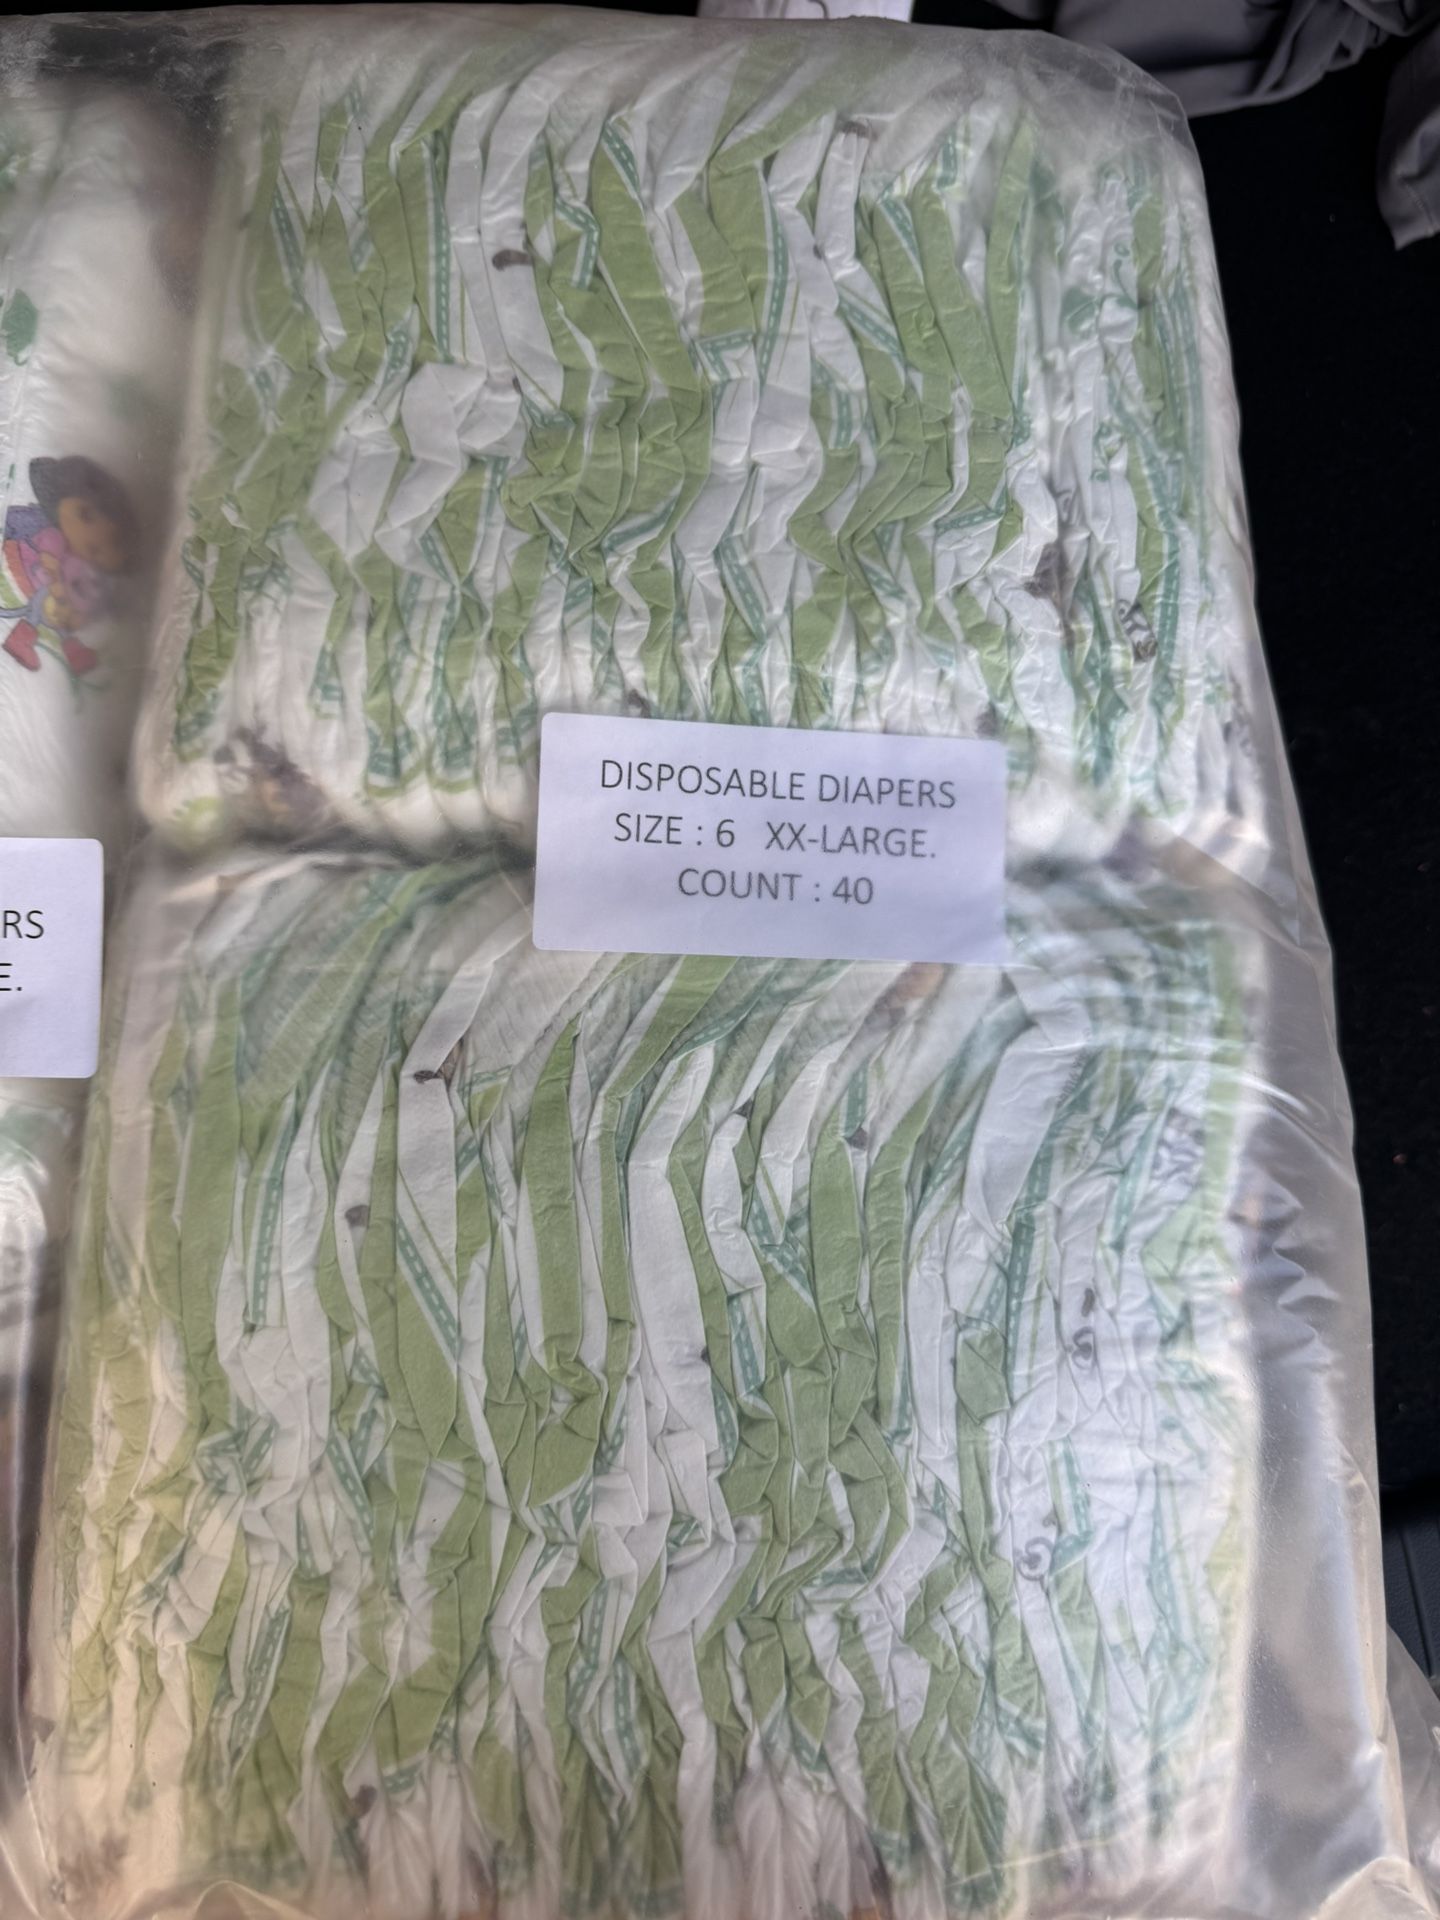 DISPOSABLE DIAPERS
SIZE : 6 XX-LARGE.
COUNT : 40
RS
E.